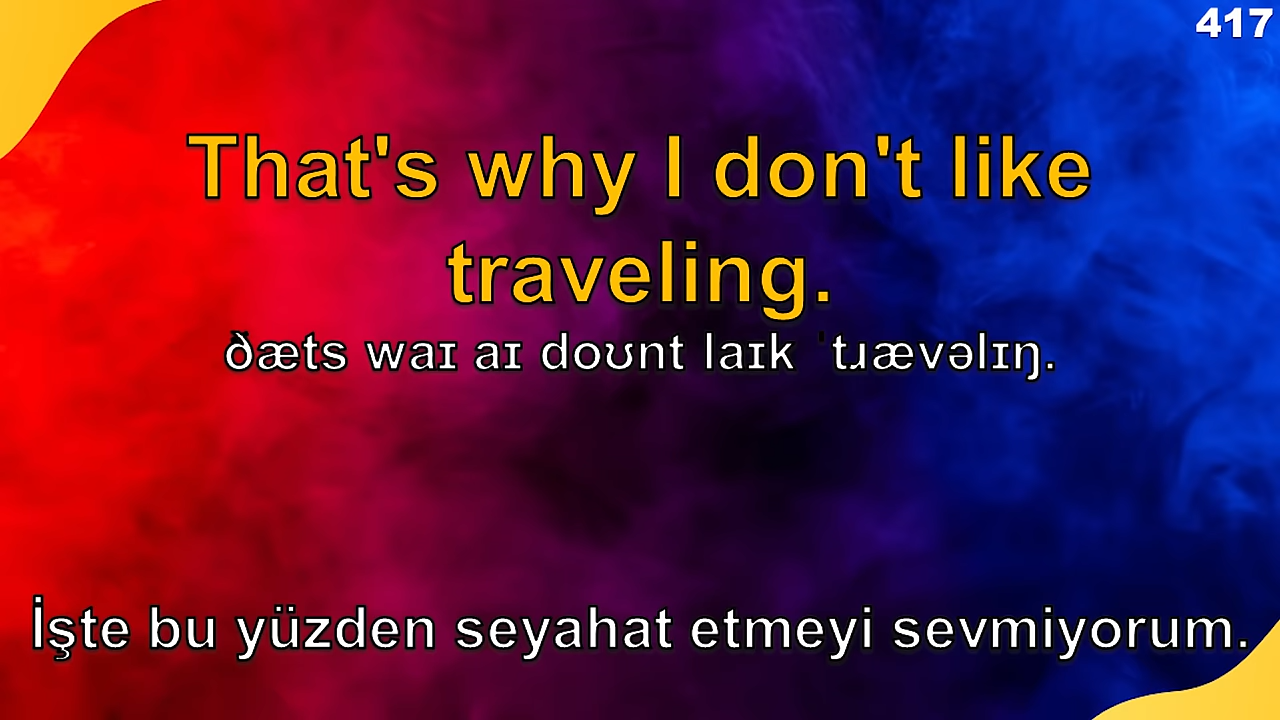 417
That's why I don't like
traveling.
ðæts waɪ aɪ doʊnt laɪk ˈtɹævəlɪŋ.
İşte bu yüzden seyahat etmeyi sevmiyorum.